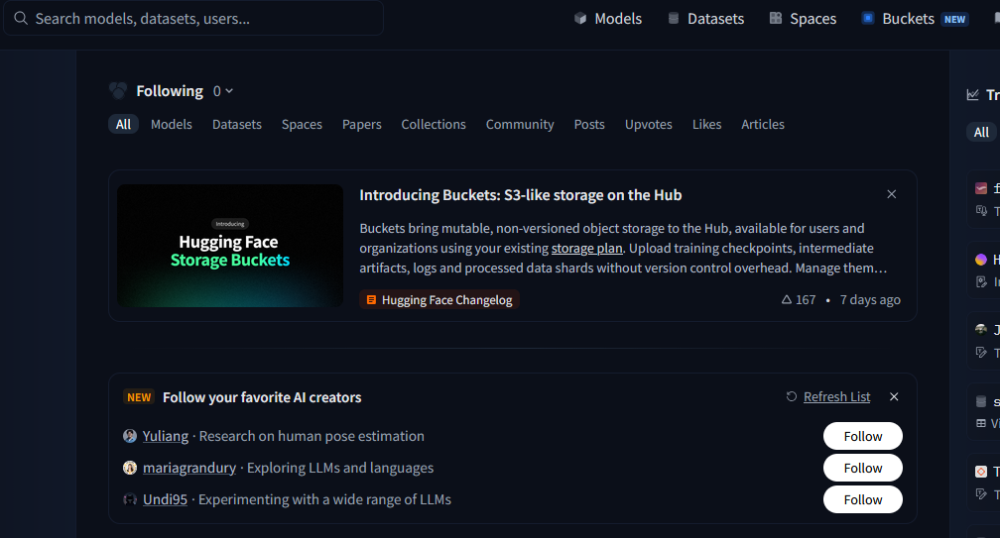 Search models, datasets, users...
Models Datasets Spaces Buckets NEW
Following 0
All Models Datasets Spaces Papers Collections Community Posts Upvotes Likes Articles
Introducing Buckets: S3-like storage on the Hub
Introducing
Hugging Face
Storage Buckets
Buckets bring mutable, non-versioned object storage to the Hub, available for users and
organizations using your existing storage plan. Upload training checkpoints, intermediate
artifacts, logs and processed data shards without version control overhead. Manage them…
Hugging Face Changelog 167 • 7 days ago
NEW Follow your favorite AI creators Refresh List
Yuliang · Research on human pose estimation Follow
mariagrandury · Exploring LLMs and languages Follow
Undi95 · Experimenting with a wide range of LLMs Follow
Tr
All